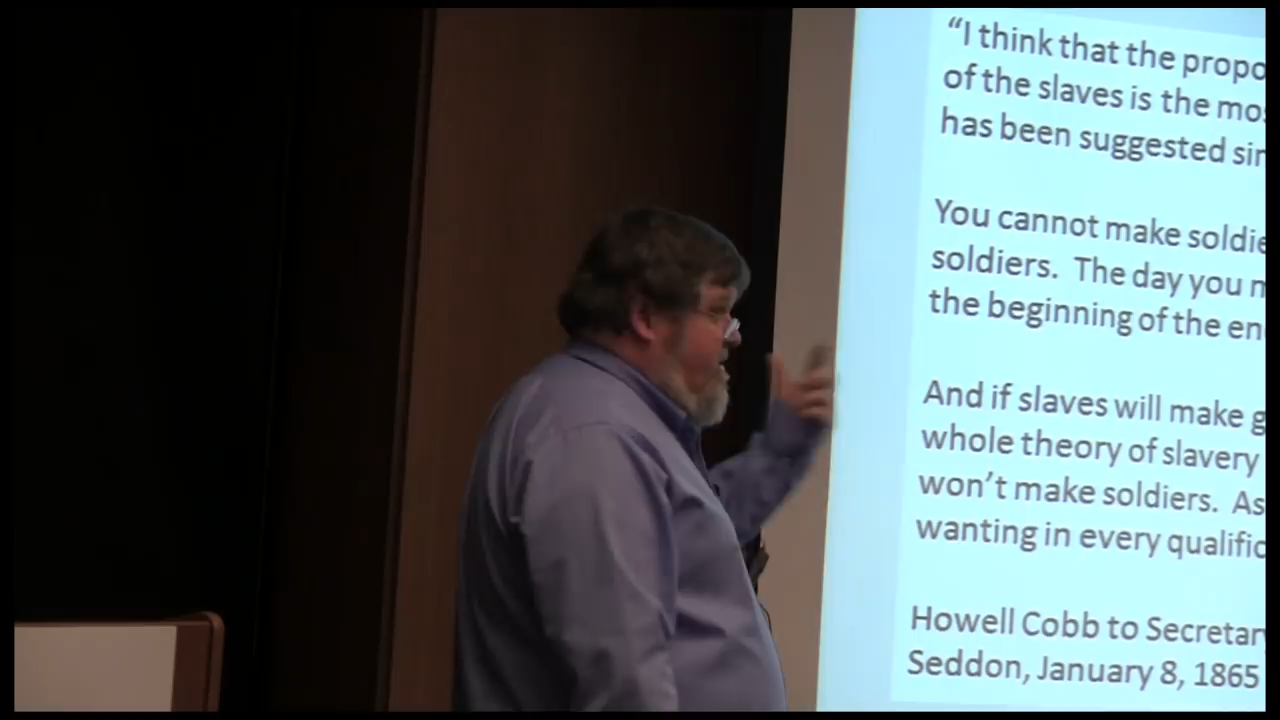 “I think that the propo
of the slaves is the mos
has been suggested sin
You cannot make soldie
soldiers. The day you m
the beginning of the en
And if slaves will make g
whole theory of slavery
won’t make soldiers. As
wanting in every qualific
Howell Cobb to Secretary
Seddon, January 8, 1865